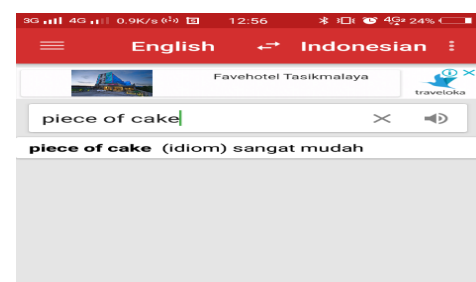 3G 4G 0.9K/s 12:56 24%
English Indonesian
Favehotel Tasikmalaya
traveloka
piece of cake
piece of cake (idiom) sangat mudah